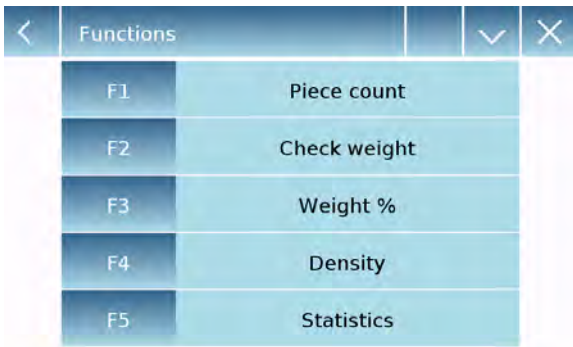 Functions
F1 Piece count
F2 Check weight
F3 Weight %
F4 Density
F5 Statistics